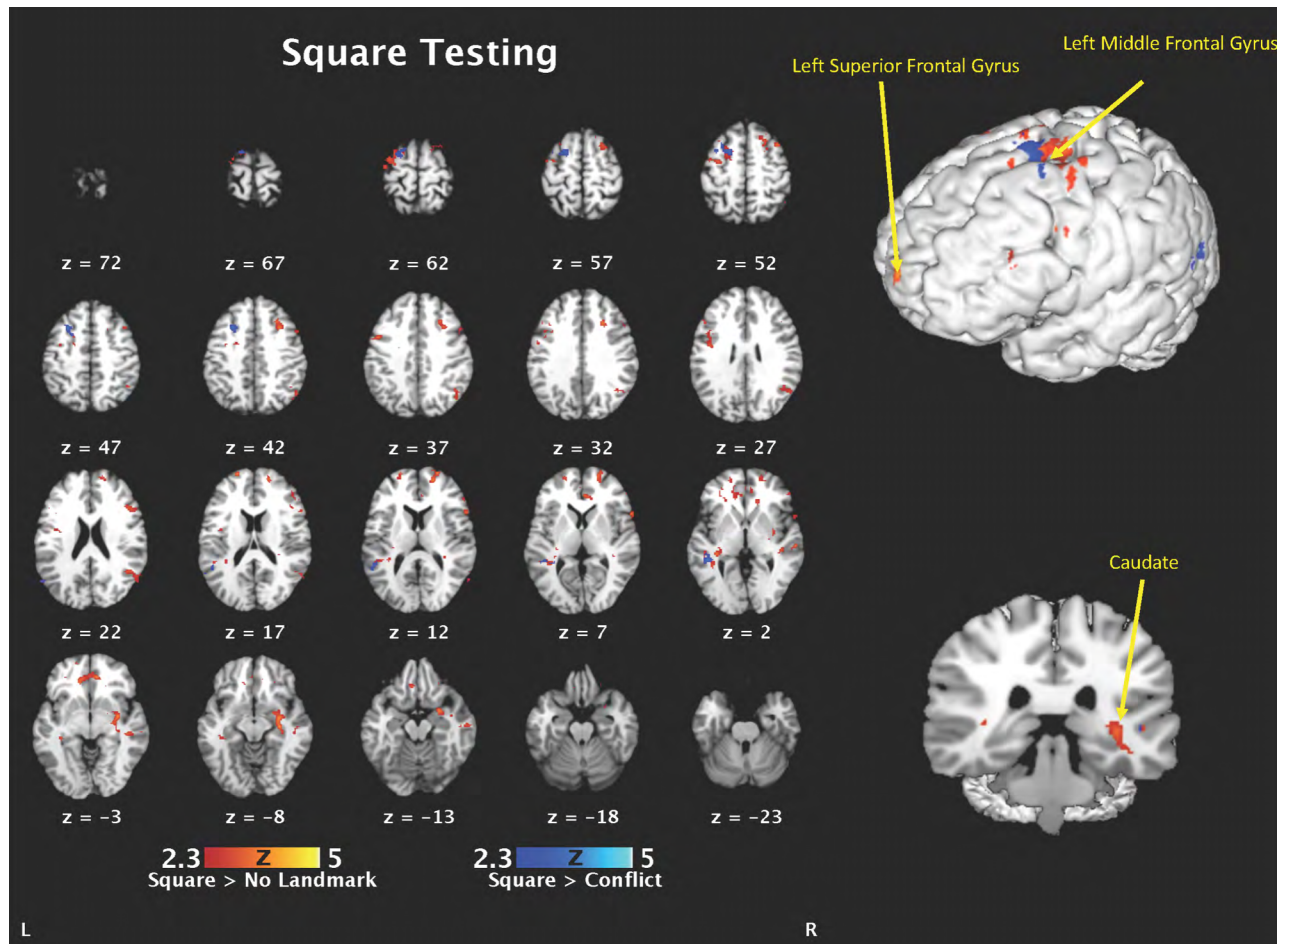 Square Testing
Left Middle Frontal Gyrus
Left Superior Frontal Gyrus
z = 72
z = 67
z = 62
z = 57
z = 52
z = 47
z = 42
z = 37
z = 32
z = 27
Caudate
z = 22
z = 17
z = 12
z = 7
z = 2
z = −3
z = −8
z = −13
z = −18
z = −23
2.3 Z 5
Square > No Landmark
2.3 Z 5
Square > Conflict
L
R